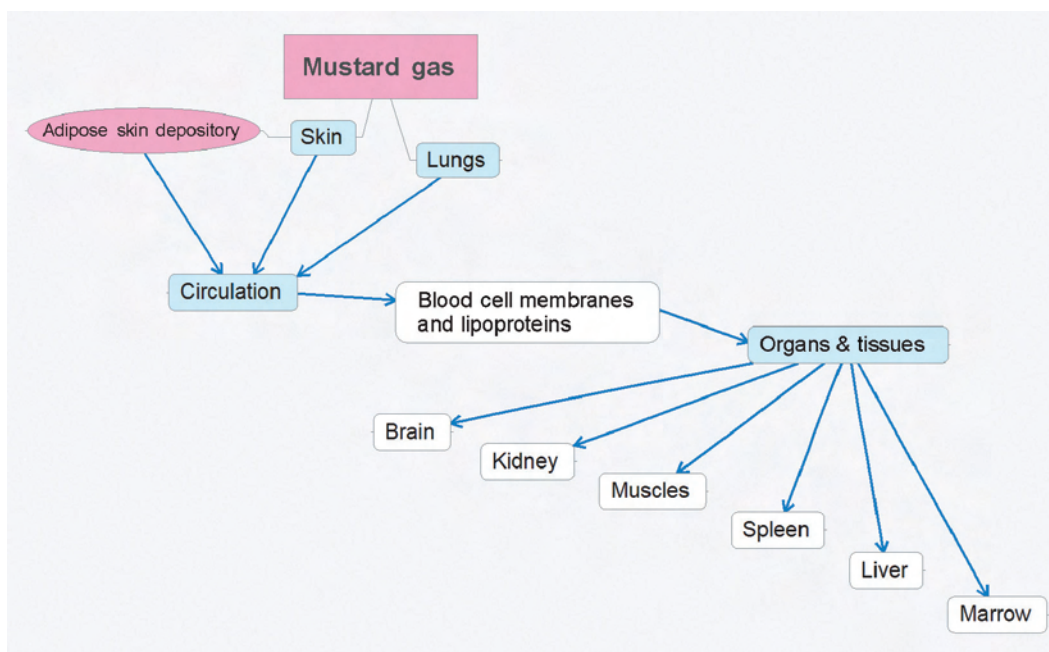 Mustard gas
Adipose skin depository
Skin
Lungs
Circulation
Blood cell membranes
and lipoproteins
Organs & tissues
Brain
Kidney
Muscles
Spleen
Liver
Marrow